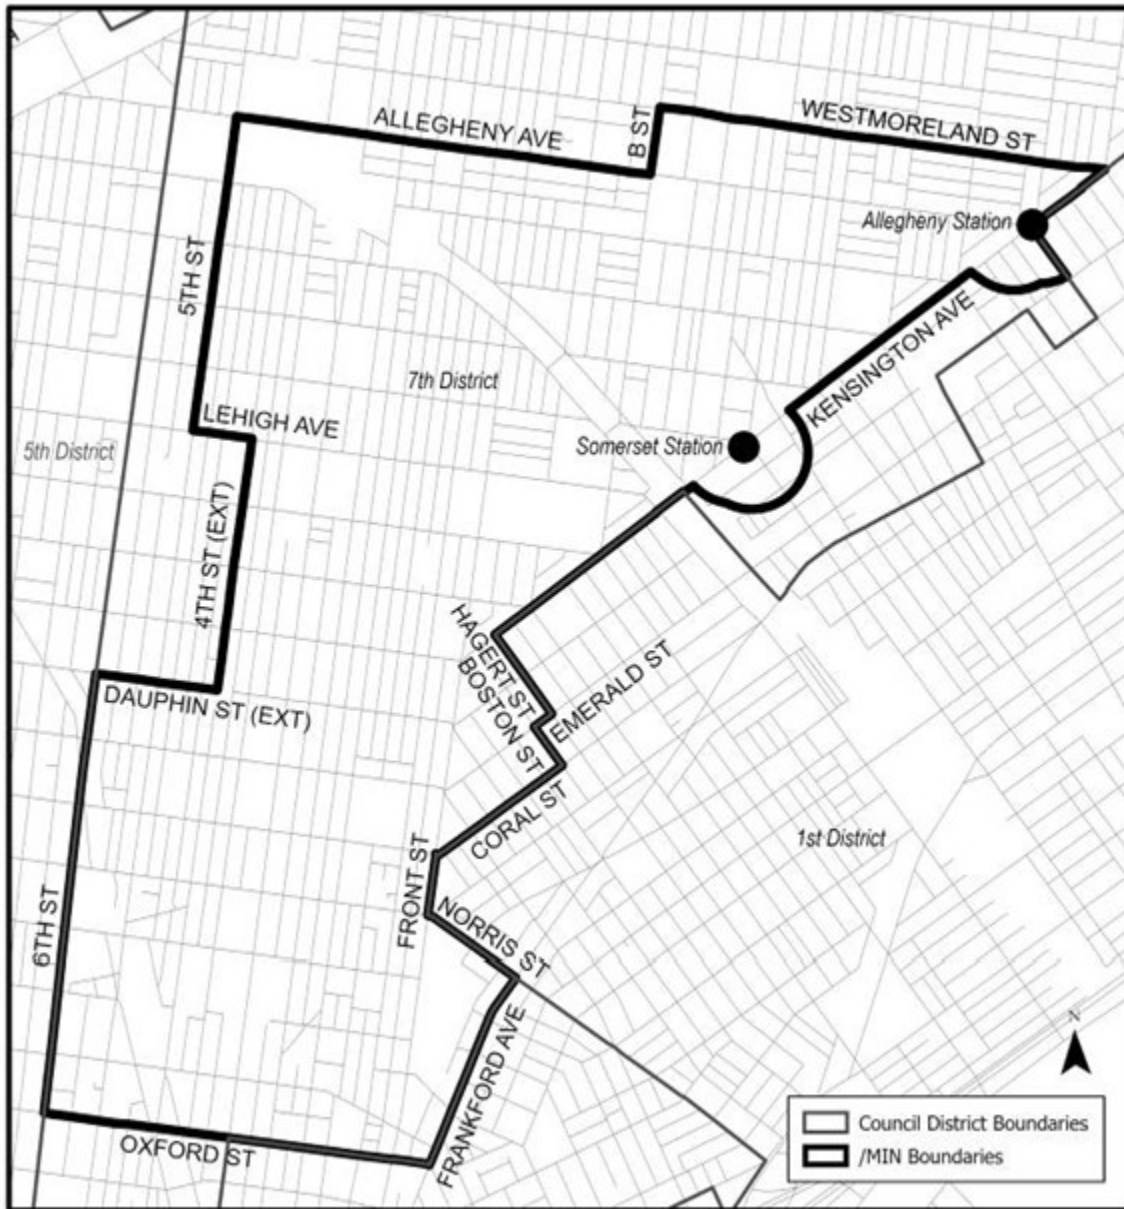 ALLEGHENY AVE
B ST
WESTMORELAND ST
Allegheny Station
5TH ST
KENSINGTON AVE
7th District
LEHIGH AVE
Somerset Station
5th District
4TH ST (EXT)
HAGERT ST
BOSTON ST
EMERALD ST
DAUPHIN ST (EXT)
CORAL ST
1st District
FRONT ST
NORRIS ST
6TH ST
FRANKFORD AVE
OXFORD ST
N
Council District Boundaries
/MIN Boundaries